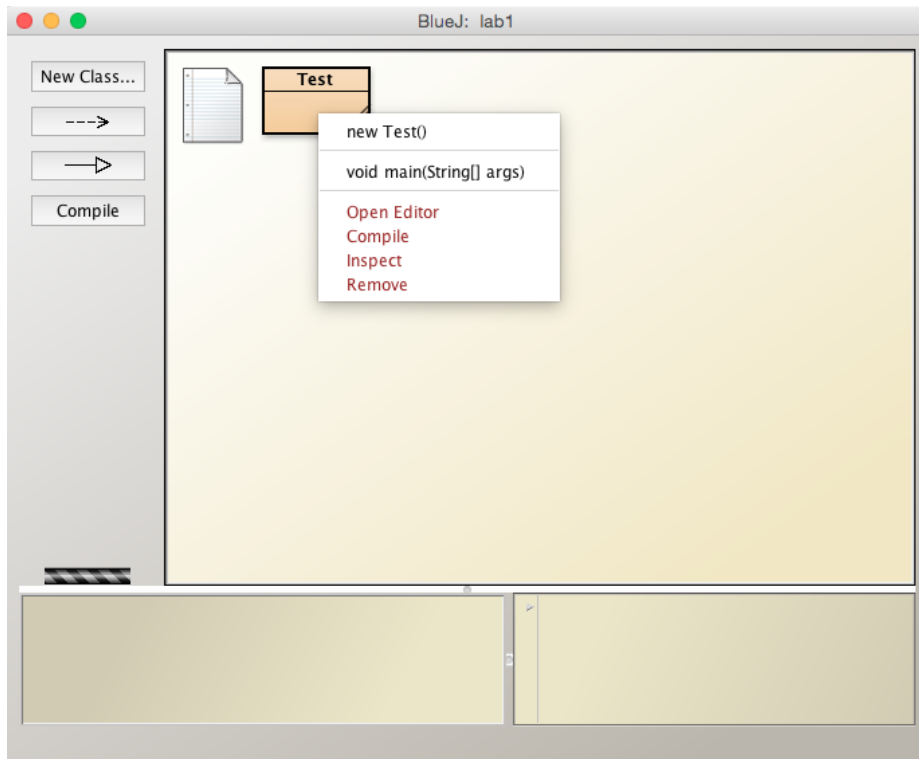 BlueJ: lab1
New Class...
Compile
Test
new Test()
void main(String[] args)
Open Editor
Compile
Inspect
Remove